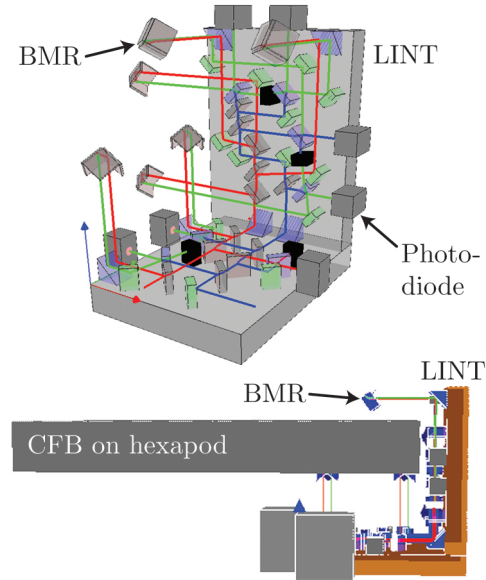 BMR
LINT
Photo-
diode
LINT
BMR
CFB on hexapod